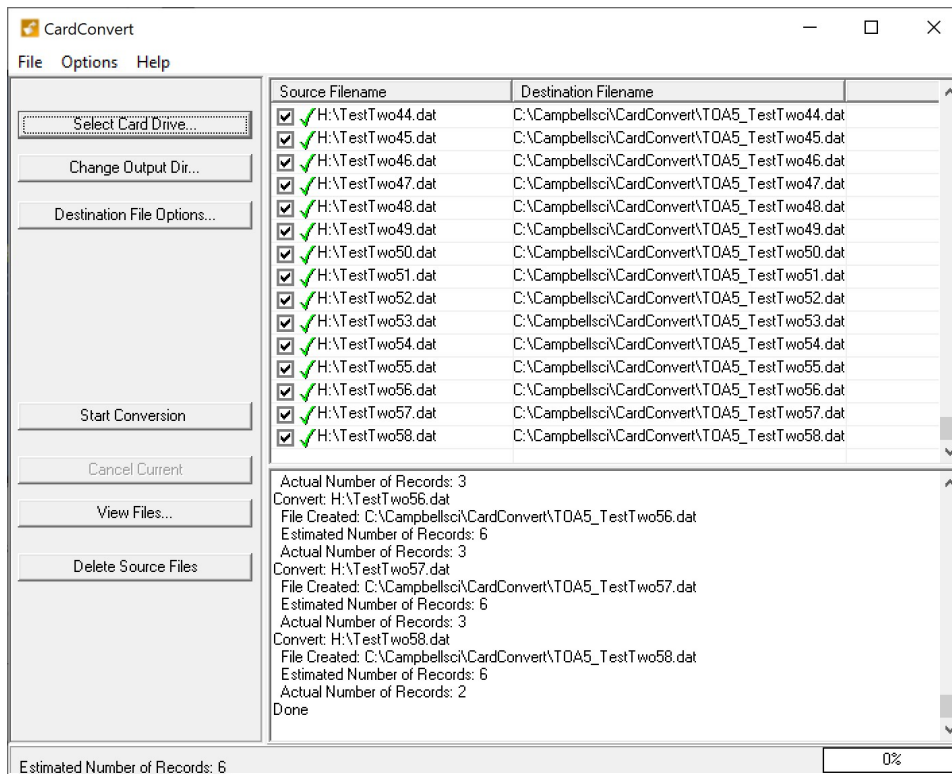 CardConvert
File Options Help
Select Card Drive...
Change Output Dir...
Destination File Options...
Start Conversion
Cancel Current
View Files...
Delete Source Files
Source Filename Destination Filename
H:\TestTwo44.dat C:\Campbellsci\CardConvert\TOA5_TestTwo44.dat
H:\TestTwo45.dat C:\Campbellsci\CardConvert\TOA5_TestTwo45.dat
H:\TestTwo46.dat C:\Campbellsci\CardConvert\TOA5_TestTwo46.dat
H:\TestTwo47.dat C:\Campbellsci\CardConvert\TOA5_TestTwo47.dat
H:\TestTwo48.dat C:\Campbellsci\CardConvert\TOA5_TestTwo48.dat
H:\TestTwo49.dat C:\Campbellsci\CardConvert\TOA5_TestTwo49.dat
H:\TestTwo50.dat C:\Campbellsci\CardConvert\TOA5_TestTwo50.dat
H:\TestTwo51.dat C:\Campbellsci\CardConvert\TOA5_TestTwo51.dat
H:\TestTwo52.dat C:\Campbellsci\CardConvert\TOA5_TestTwo52.dat
H:\TestTwo53.dat C:\Campbellsci\CardConvert\TOA5_TestTwo53.dat
H:\TestTwo54.dat C:\Campbellsci\CardConvert\TOA5_TestTwo54.dat
H:\TestTwo55.dat C:\Campbellsci\CardConvert\TOA5_TestTwo55.dat
H:\TestTwo56.dat C:\Campbellsci\CardConvert\TOA5_TestTwo56.dat
H:\TestTwo57.dat C:\Campbellsci\CardConvert\TOA5_TestTwo57.dat
H:\TestTwo58.dat C:\Campbellsci\CardConvert\TOA5_TestTwo58.dat
Actual Number of Records: 3
Convert: H:\TestTwo56.dat
File Created: C:\Campbellsci\CardConvert\TOA5_TestTwo56.dat
Estimated Number of Records: 6
Actual Number of Records: 3
Convert: H:\TestTwo57.dat
File Created: C:\Campbellsci\CardConvert\TOA5_TestTwo57.dat
Estimated Number of Records: 6
Actual Number of Records: 3
Convert: H:\TestTwo58.dat
File Created: C:\Campbellsci\CardConvert\TOA5_TestTwo58.dat
Estimated Number of Records: 6
Actual Number of Records: 2
Done
Estimated Number of Records: 6 0%